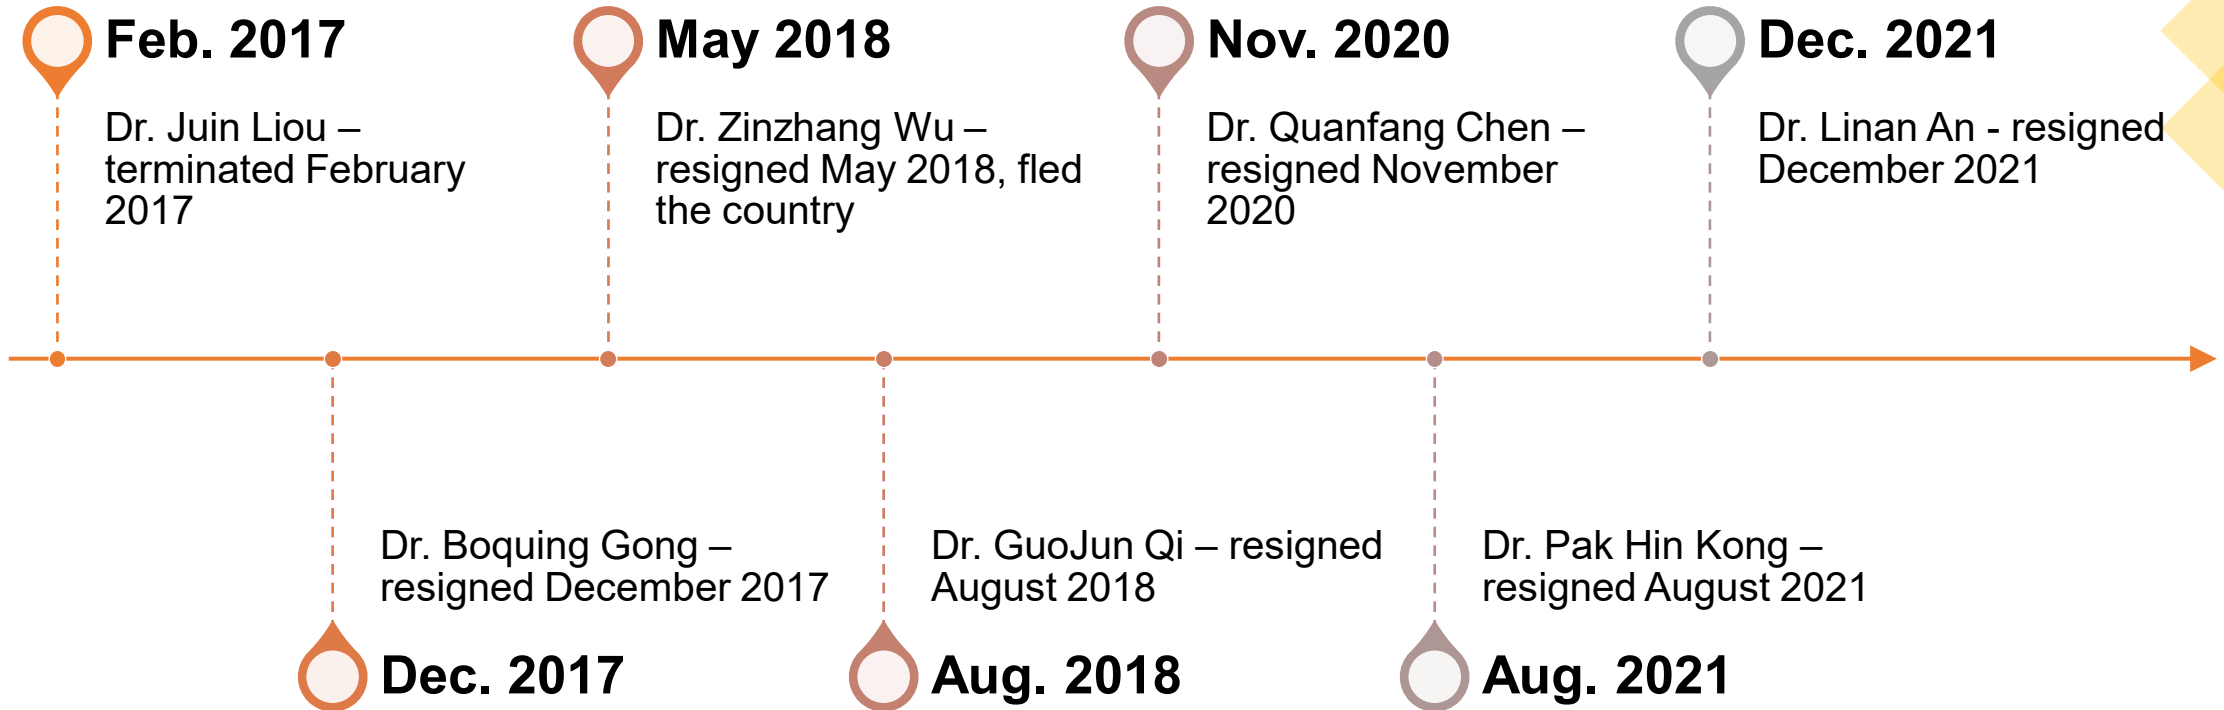 Feb. 2017
Dr. Juin Liou –
terminated February
2017
May 2018
Dr. Zinzhang Wu –
resigned May 2018, fled
the country
Nov. 2020
Dr. Quanfang Chen –
resigned November
2020
Dec. 2021
Dr. Linan An - resigned
December 2021
Dr. Boquing Gong –
resigned December 2017
Dec. 2017
Dr. GuoJun Qi – resigned
August 2018
Aug. 2018
Dr. Pak Hin Kong –
resigned August 2021
Aug. 2021